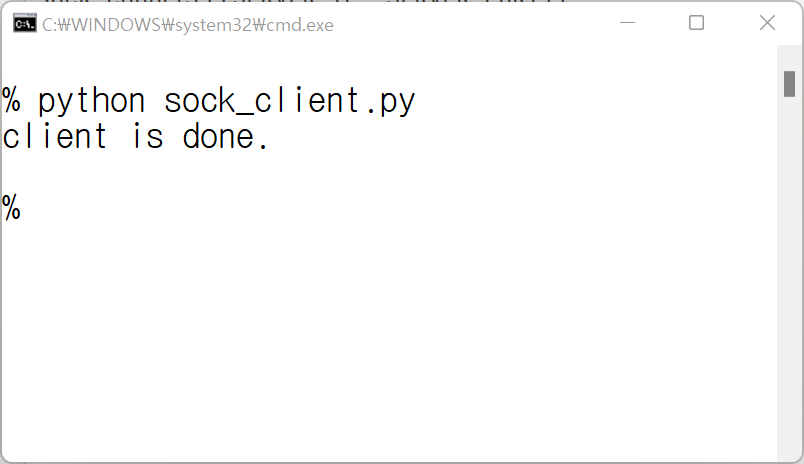 C:₩WINDOWS₩system32₩cmd.exe
% python sock_client.py
client is done.
%